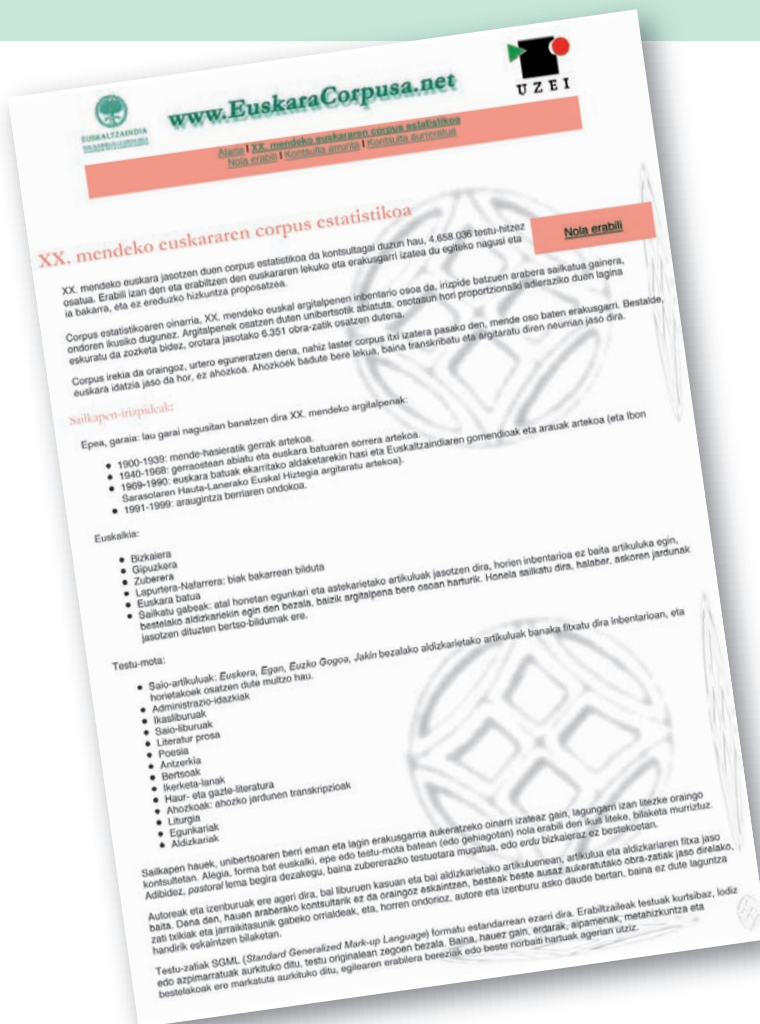 EUSKALTZAINDIA
www.EuskaraCorpusa.net
UZEI
Ataria | XX. mendeko euskararen corpus estatistikoa
Nola erabili | Kontsulta arrunta | Kontsulta aurreratua
XX. mendeko euskararen corpus estatistikoa
Nola erabili
XX. mendeko euskara jasotzen duen corpus estatistikoa da kontsultagai duzun hau, 4.658.036 testu-hitzez
osatua. Erabili izan den eta erabiltzen den euskararen lekuko eta erakusgarri izatea du egiteko nagusi eta
ia bakarra, eta ez ereduzko hizkuntza proposatzea.
Corpus estatistikoaren oinarria, XX. mendeko euskal argitalpenen inbentario osoa da, irizpide batzuen arabera sailkatua gainera,
ondoren ikusiko dugunez. Argitalpenek osatzen duten unibertsotik abiatuta, osotasun hori proportzionalki adieraziko duen lagina
eskuratu da zozketa bidez, orotara jasotako 6.351 obra-zatik osatzen dutena.
Corpus irekia da oraingoz, urtero eguneratzen dena, nahiz laster corpus itxi izatera pasako den, mende oso baten erakusgarri. Bestalde,
euskara idatzia jaso da hor, ez ahozkoa. Ahozkoek badute bere lekua, baina transkribatu eta argitaratu diren neurrian jaso dira.
Sailkapen-irizpideak:
Epea, garaia: lau garai nagusitan banatzen dira XX. mendeko argitalpenak:
• 1900-1939: mende-hasieratik gerrak artekoa.
• 1940-1968: gerraostean abiatu eta euskara batuaren sorrera artekoa.
• 1969-1990: euskara batuak ekarritako aldaketarekin hasi eta Euskaltzaindiaren gomendioak eta arauak artekoa (eta Ibon
Sarasolaren Hauta-Lanerako Euskal Hiztegia argitaratu artekoa).
• 1991-1999: araugintza berriaren ondokoa.
Euskalkia:
• Bizkaiera
• Gipuzkera
• Zuberera
• Lapurtera-Nafarrera: biak bakarrean bilduta
• Euskara batua
• Sailkatu gabeak: atal honetan egunkari eta astekarietako artikuluak jasotzen dira, horien inbentarioa ez baita artikuluka egin,
bestelako aldizkariekin egin den bezala, baizik argitalpena bere osoan harturik. Honela sailkatu dira, halaber, askoren jardunak
jasotzen dituzten bertso-bildumak ere.
Testu-mota:
• Saio-artikuluak: Euskera, Egan, Euzko Gogoa, Jakin bezalako aldizkarietako artikuluak banaka fitxatu dira inbentarioan, eta
horietakoek osatzen dute multzo hau.
• Administrazio-idazkiak
• Ikasliburuak
• Saio-liburuak
• Literatur prosa
• Poesia
• Antzerkia
• Bertsoak
• Ikerketa-lanak
• Haur- eta gazte-literatura
• Ahozkoak: ahozko jardunen transkripzioak
• Liturgia
• Egunkariak
• Aldizkariak
Sailkapen hauek, unibertsoaren berri eman eta lagin erakusgarria aukeratzeko oinarri izateaz gain, lagungarri izan litezke oraingo
kontsultetan. Alegia, forma bat euskalki, epe edo testu-mota batean (edo gehiagotan) nola erabili den ikus liteke, bilaketa murriztuz.
Adibidez, pastoral lema begira dezakegu, baina zubererazko testuetara mugatua, edo ordu bizkaieraz ez bestekoetan.
Autoreak eta izenburuak ere ageri dira, bai liburuen kasuan eta bai aldizkarietako artikuluenean, artikulua eta aldizkariaren fitxa jaso
baita. Dena den, hauen araberako kontsultarik ez da oraingoz eskaintzen, besteak beste ausaz aukeratutako obra-zatiak jaso direlako,
zati txikiak eta jarraikitasunik gabeko orrialdeak, eta, horren ondorioz, autore eta izenburu asko daude bertan, baina ez dute laguntza
handirik eskaintzen bilaketan.
Testu-zatiak SGML (Standard Generalized Mark-up Language) formatu estandarrean ezarri dira. Erabiltzaileak testuak kurtsibaz, lodiz
edo azpimarratuak aurkituko ditu, testu originalean zegoen bezala. Baina, hauez gain, erdarak, aipamenak, metahizkuntza eta
bestelakoak ere markatuta aurkituko ditu, egilearen erabilera bereziak edo beste norbaiti hartuak agerian utziz.